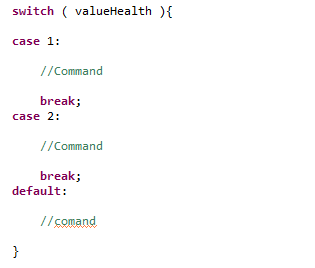 switch ( valueHealth ){
case 1:
//Command
break;
case 2:
//Command
break;
default:
//comand
}